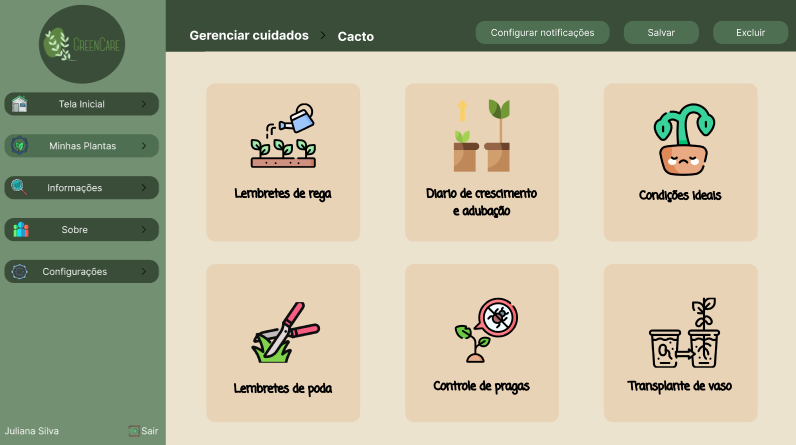 GREENCARE
Tela Inicial
Minhas Plantas
Informações
Sobre
Configurações
Juliana Silva
Sair
Gerenciar cuidados > Cacto
Configurar notificações
Salvar
Excluir
Lembretes de rega
Diario de crescimento
e adubação
Condições ideais
Lembretes de poda
Controle de pragas
Transplante de vaso